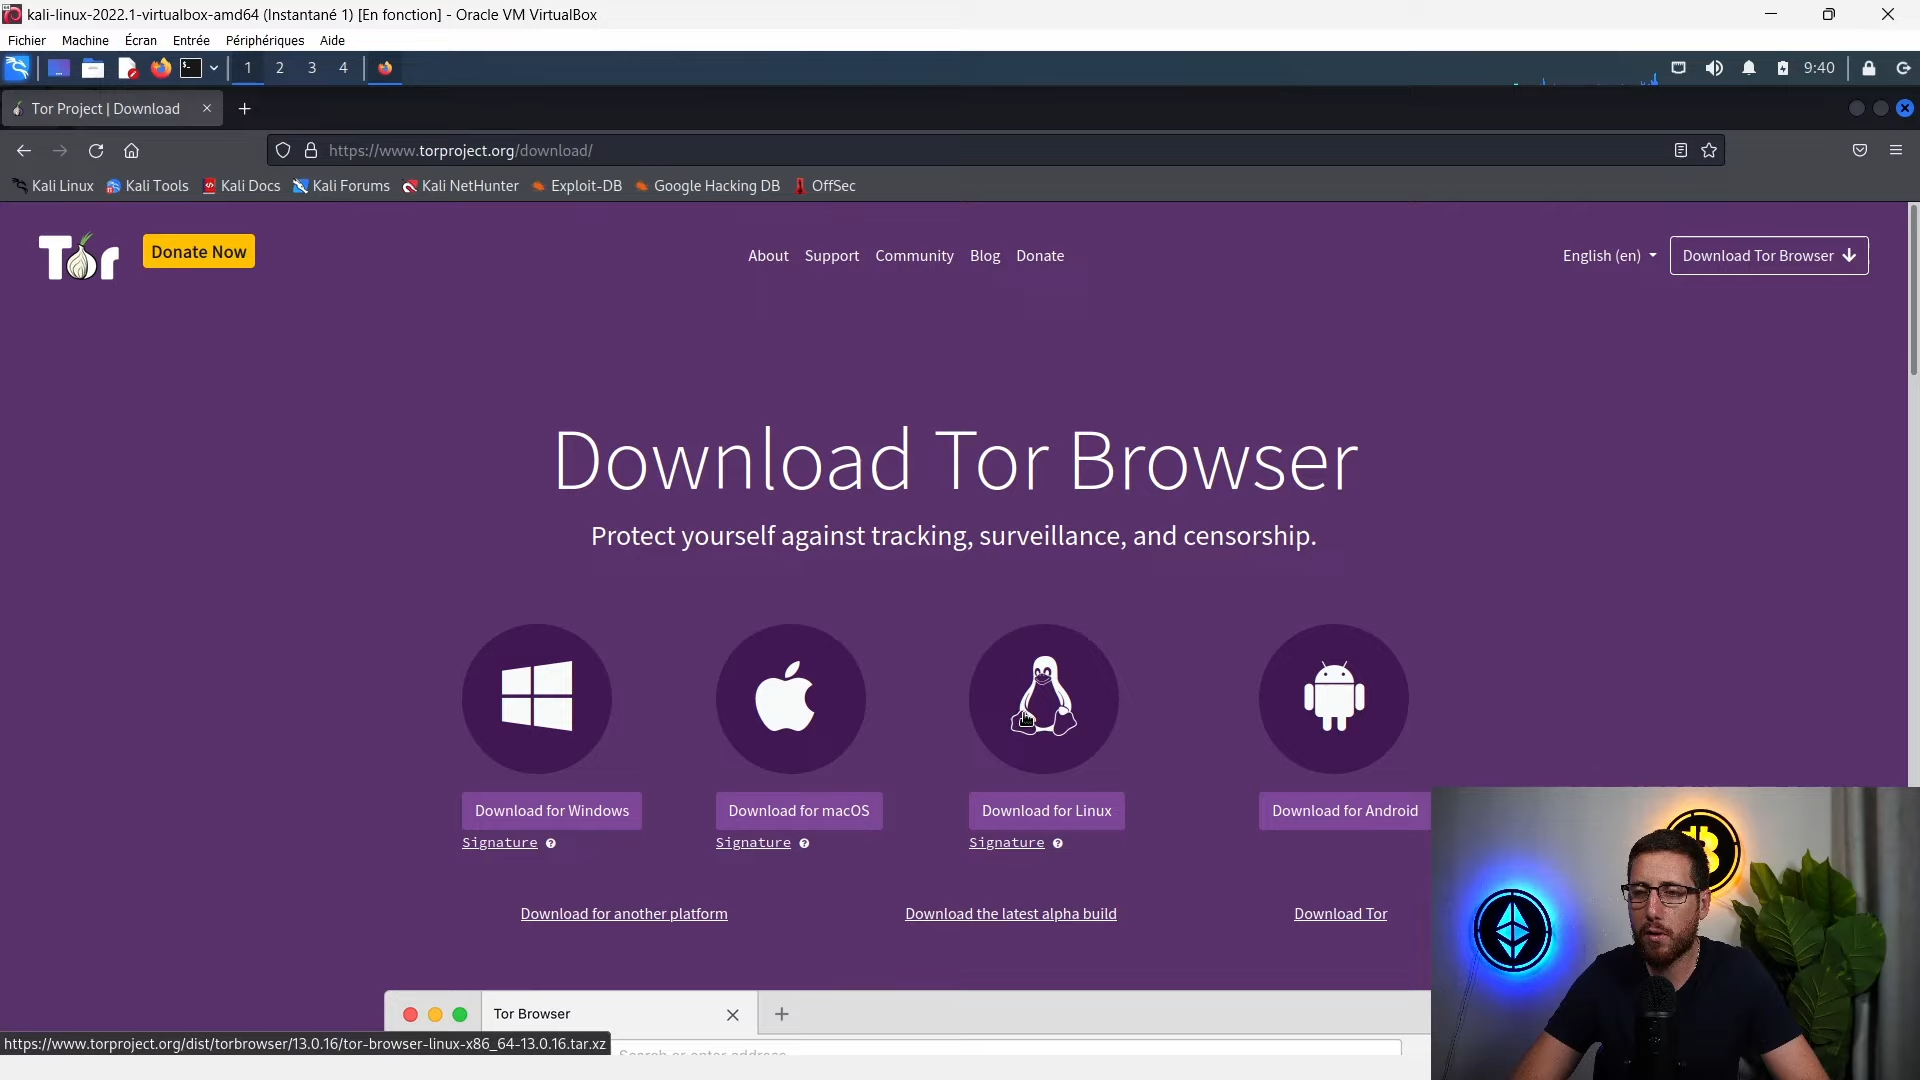 kali-linux-2022.1-virtualbox-amd64 (Instantané 1) [En fonction] - Oracle VM VirtualBox
Fichier Machine Écran Entrée Périphériques Aide
1 2 3 4 9:40
Tor Project | Download
https://www.torproject.org/download/
Kali Linux Kali Tools Kali Docs Kali Forums Kali NetHunter Exploit-DB Google Hacking DB OffSec
Tor Donate Now About Support Community Blog Donate English (en) Download Tor Browser
Download Tor Browser
Protect yourself against tracking, surveillance, and censorship.
Download for Windows Download for macOS Download for Linux Download for Android
Signature Signature Signature
Download for another platform Download the latest alpha build Download Tor
Tor Browser
https://www.torproject.org/dist/torbrowser/13.0.16/tor-browser-linux-x86_64-13.0.16.tar.xz
Search or enter address